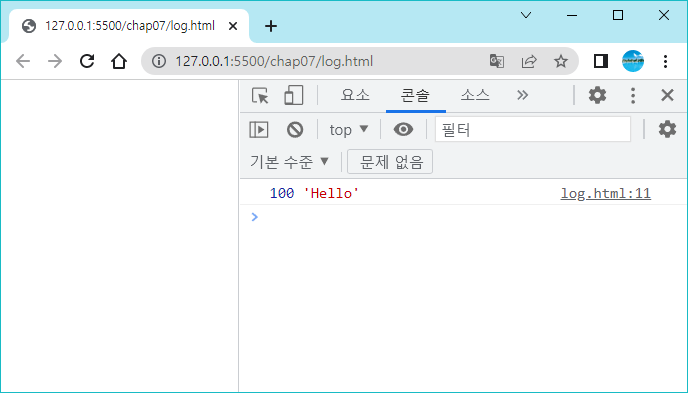 127.0.0.1:5500/chap07/log.html
127.0.0.1:5500/chap07/log.html
요소 콘솔 소스
top 필터
기본 수준 문제 없음
100 'Hello' log.html:11